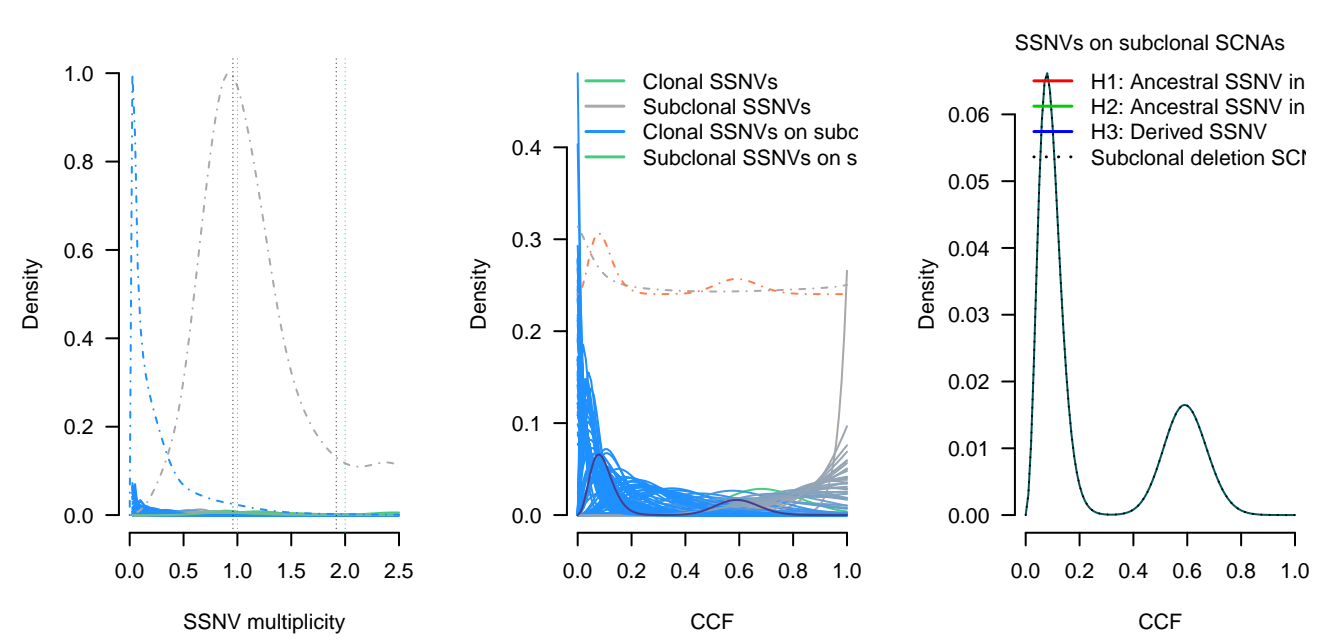 1.0
0.8
0.6
0.4
0.2
0.0
Density
0.0 0.5 1.0 1.5 2.0 2.5
SSNV multiplicity
Clonal SSNVs
Subclonal SSNVs
Clonal SSNVs on subc
Subclonal SSNVs on s
0.4
0.3
0.2
0.1
0.0
Density
0.0 0.2 0.4 0.6 0.8 1.0
CCF
SSNVs on subclonal SCNAs
H1: Ancestral SSNV in
H2: Ancestral SSNV in
H3: Derived SSNV
Subclonal deletion SCN
0.06
0.05
0.04
0.03
0.02
0.01
0.00
Density
0.0 0.2 0.4 0.6 0.8 1.0
CCF